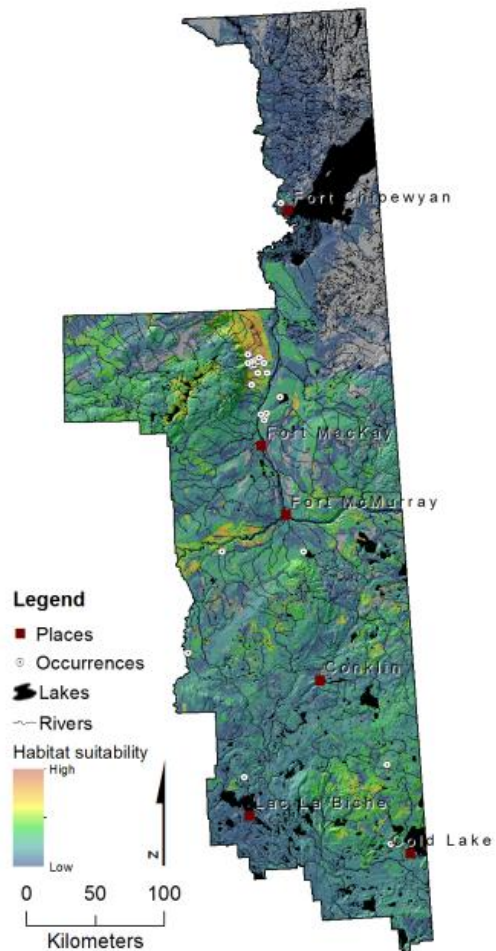 Fort Chipewyan
Fort MacKay
Fort McMurray
Conklin
Lac La Biche
Cold Lake
Legend
Places
Occurrences
Lakes
Rivers
Habitat suitability
High
Low
N
0 50 100
Kilometers